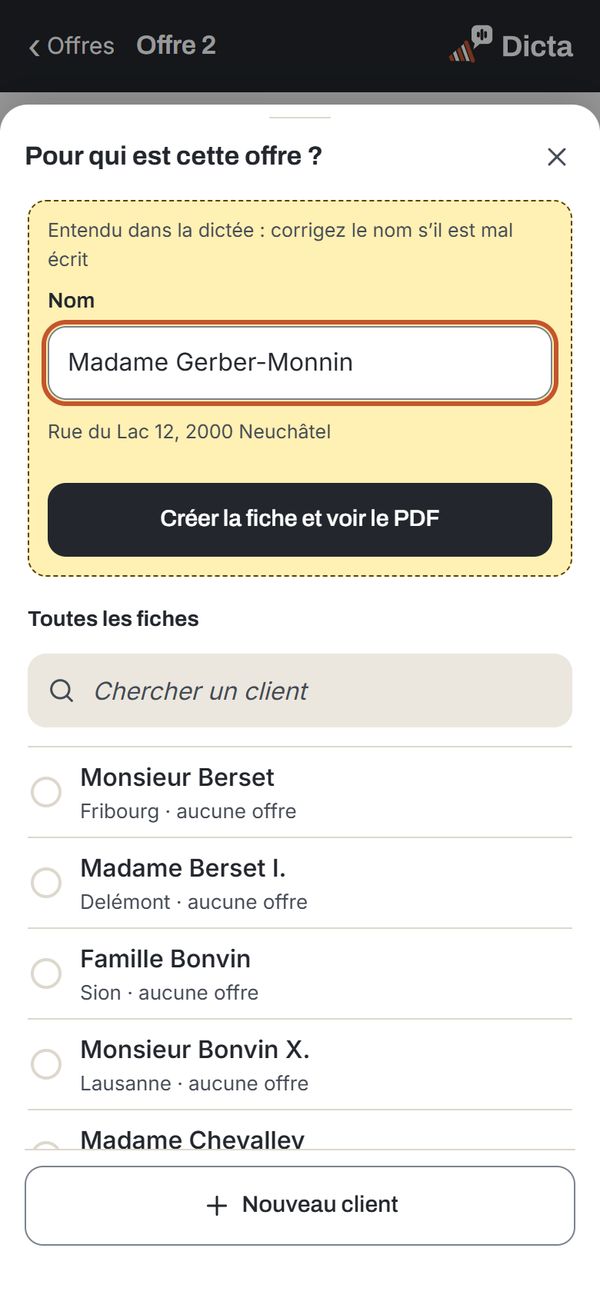 ‹ Offres Offre 2 Dicta
Pour qui est cette offre ?
Entendu dans la dictée : corrigez le nom s’il est mal
écrit
Nom
Madame Gerber-Monnin
Rue du Lac 12, 2000 Neuchâtel
Créer la fiche et voir le PDF
Toutes les fiches
Chercher un client
Monsieur Berset
Fribourg · aucune offre
Madame Berset I.
Delémont · aucune offre
Famille Bonvin
Sion · aucune offre
Monsieur Bonvin X.
Lausanne · aucune offre
Madame Chevalley
Nouveau client